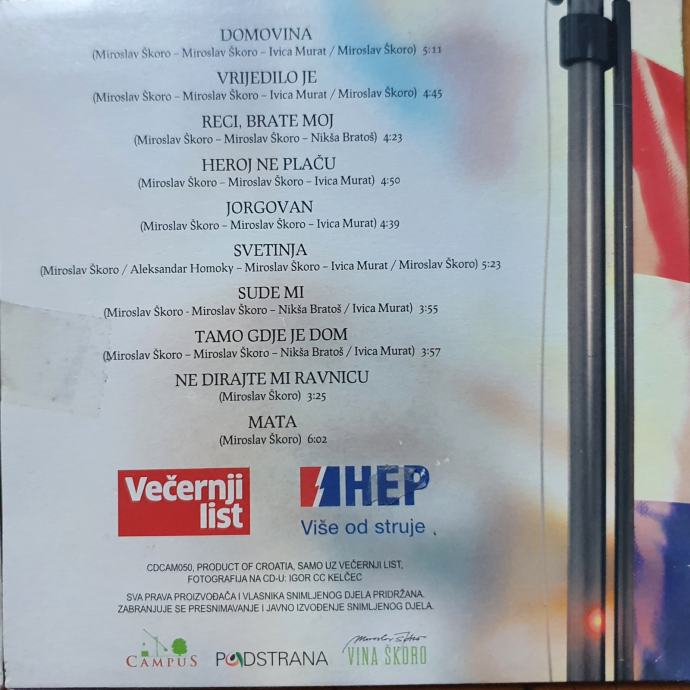 DOMOVINA
(Miroslav Škoro – Miroslav Škoro – Ivica Murat / Miroslav Škoro) 5:11
VRIJEDILO JE
(Miroslav Škoro – Miroslav Škoro – Ivica Murat / Miroslav Škoro) 4:45
RECI, BRATE MOJ
(Miroslav Škoro – Miroslav Škoro – Nikša Bratoš) 4:23
HEROJ NE PLAČU
(Miroslav Škoro – Miroslav Škoro – Ivica Murat) 4:50
JORGOVAN
(Miroslav Škoro – Miroslav Škoro – Ivica Murat) 4:39
SVETINJA
(Miroslav Škoro / Aleksandar Homoky – Miroslav Škoro – Ivica Murat / Miroslav Škoro) 5:23
SUDE MI
(Miroslav Škoro - Miroslav Škoro – Nikša Bratoš / Ivica Murat) 3:55
TAMO GDJE JE DOM
(Miroslav Škoro – Miroslav Škoro – Nikša Bratoš / Ivica Murat) 3:57
NE DIRAJTE MI RAVNICU
(Miroslav Škoro) 3:25
MATA
(Miroslav Škoro) 6:02
Večernji
list
HEP
Više od struje
CDCAM050, PRODUCT OF CROATIA, SAMO UZ VEČERNJI LIST,
FOTOGRAFIJA NA CD-U: IGOR CC KELČEC
SVA PRAVA PROIZVOĐAČA I VLASNIKA SNIMLJENOG DJELA PRIDRŽANA.
ZABRANJUJE SE PRESNIMAVANJE I JAVNO IZVOĐENJE SNIMLJENOG DJELA.
CAMPUS
PODSTRANA
Miroslav Škoro
VINA ŠKORO